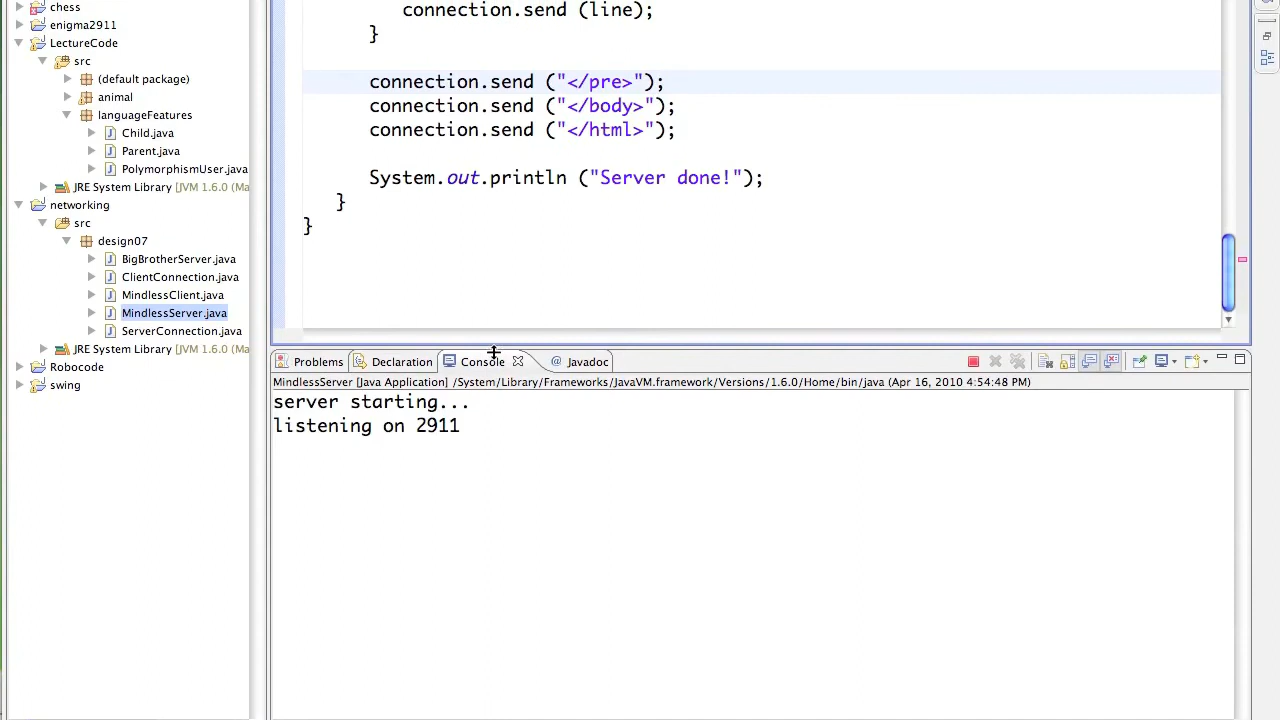 chess
enigma2911
LectureCode
src
(default package)
animal
languageFeatures
Child.java
Parent.java
PolymorphismUser.java
JRE System Library [JVM 1.6.0 (Ma
networking
src
design07
BigBrotherServer.java
ClientConnection.java
MindlessClient.java
MindlessServer.java
ServerConnection.java
JRE System Library [JVM 1.6.0 (Ma
Robocode
swing
connection.send (line);
}
connection.send ("</pre>");
connection.send ("</body>");
connection.send ("</html>");
System.out.println ("Server done!");
}
}
Problems Declaration Console @ Javadoc
MindlessServer [Java Application] /System/Library/Frameworks/JavaVM.framework/Versions/1.6.0/Home/bin/java (Apr 16, 2010 4:54:48 PM)
server starting...
listening on 2911